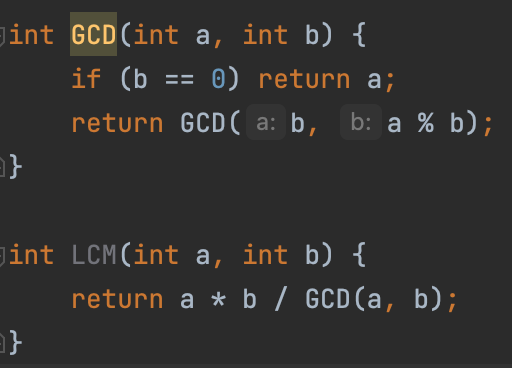 int GCD(int a, int b) {
if (b == 0) return a;
return GCD( a: b, b: a % b);
}
int LCM(int a, int b) {
return a * b / GCD(a, b);
}